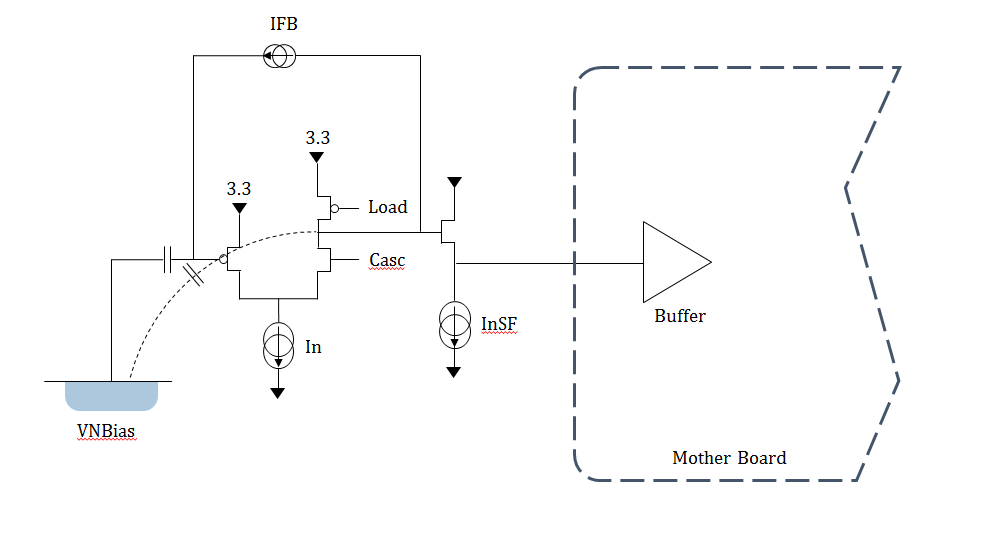 IFB
3.3
3.3
Load
Casc
InSF
In
Buffer
VNBias
Mother Board